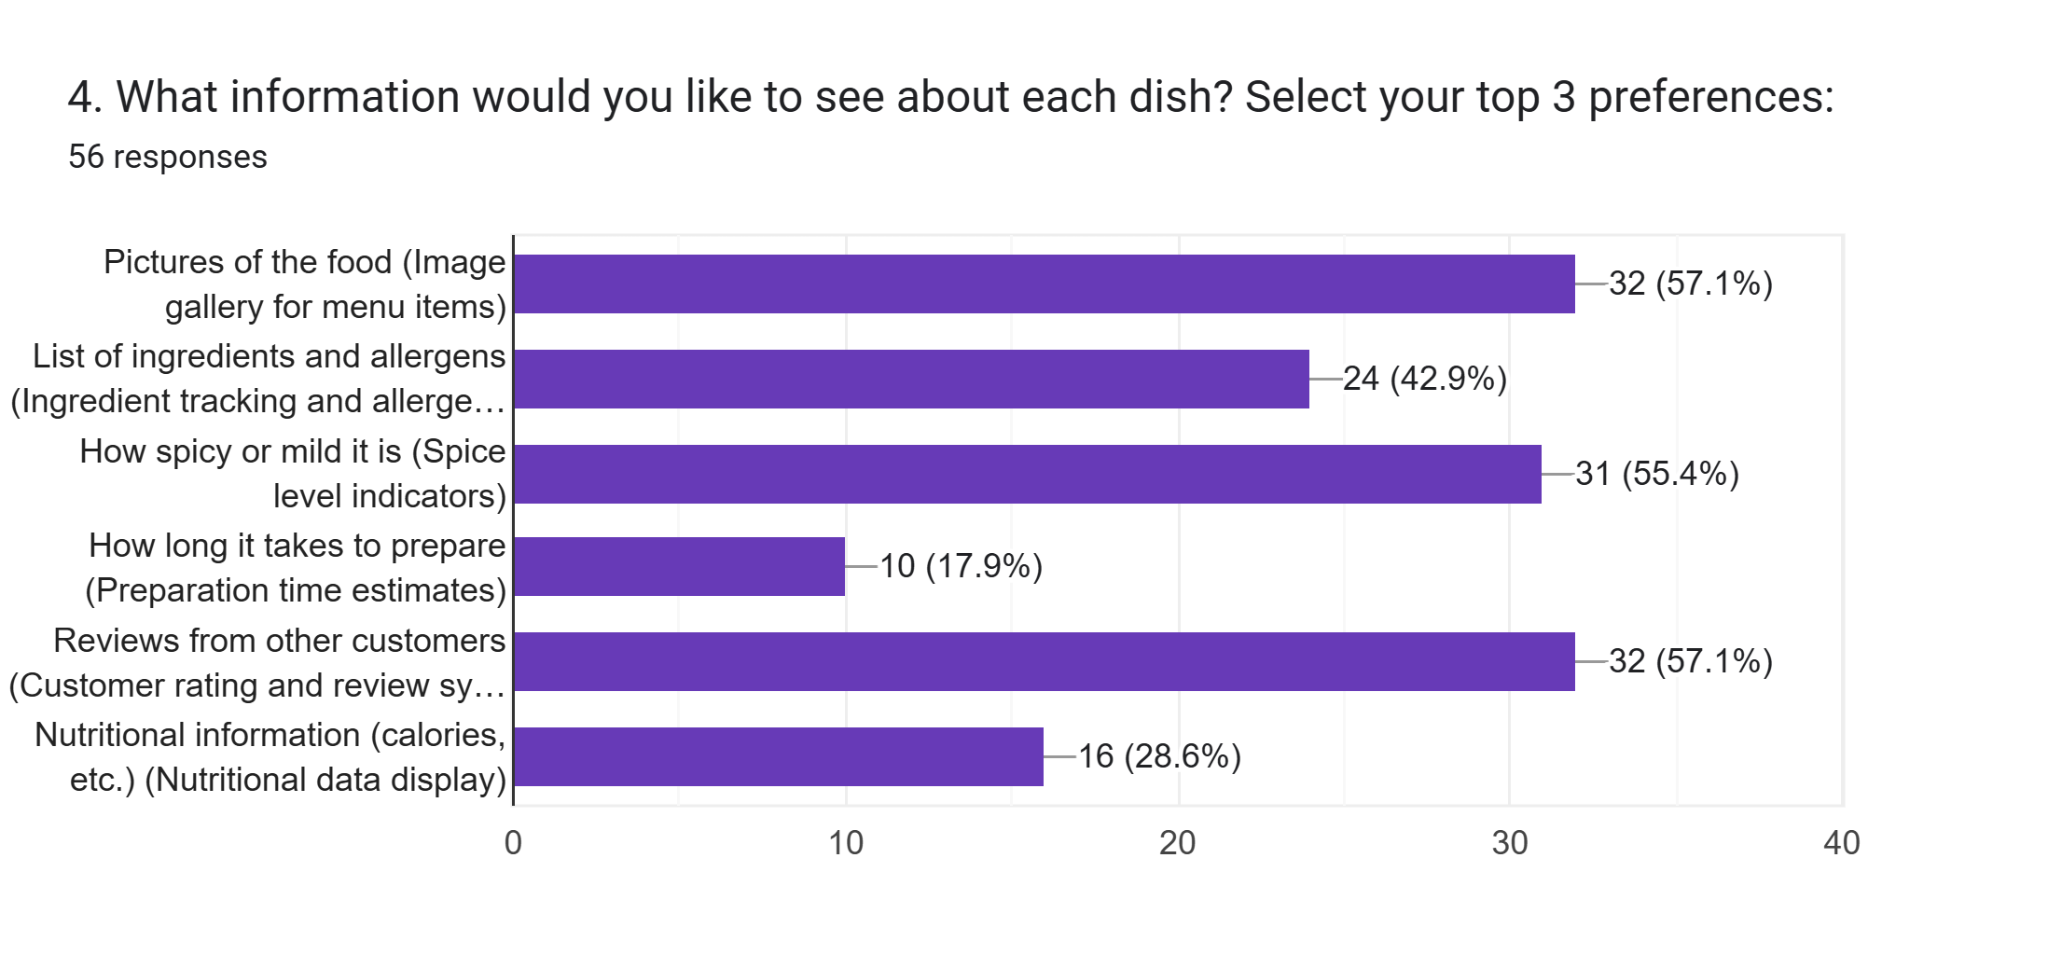 4. What information would you like to see about each dish? Select your top 3 preferences:
56 responses
Pictures of the food (Image
gallery for menu items)
32 (57.1%)
List of ingredients and allergens
(Ingredient tracking and allerge…
24 (42.9%)
How spicy or mild it is (Spice
level indicators)
31 (55.4%)
How long it takes to prepare
(Preparation time estimates)
10 (17.9%)
Reviews from other customers
(Customer rating and review sy…
32 (57.1%)
Nutritional information (calories,
etc.) (Nutritional data display)
16 (28.6%)
0 10 20 30 40